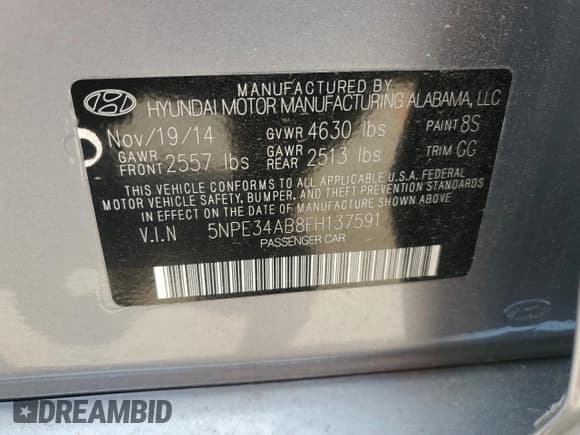 MANUFACTURED BY
HYUNDAI MOTOR MANUFACTURING ALABAMA, LLC
Nov/19/14 GVWR 4630 lbs PAINT 8S
GAWR FRONT 2557 lbs GAWR REAR 2513 lbs TRIM GG
THIS VEHICLE CONFORMS TO ALL APPLICABLE U.S.A. FEDERAL
MOTOR VEHICLE SAFETY, BUMPER, AND THEFT PREVENTION STANDARDS
IN EFFECT ON THE DATE OF MANUFACTURE SHOWN ABOVE.
V.I.N 5NPE34AB8FH137591
PASSENGER CAR
DREAMBID